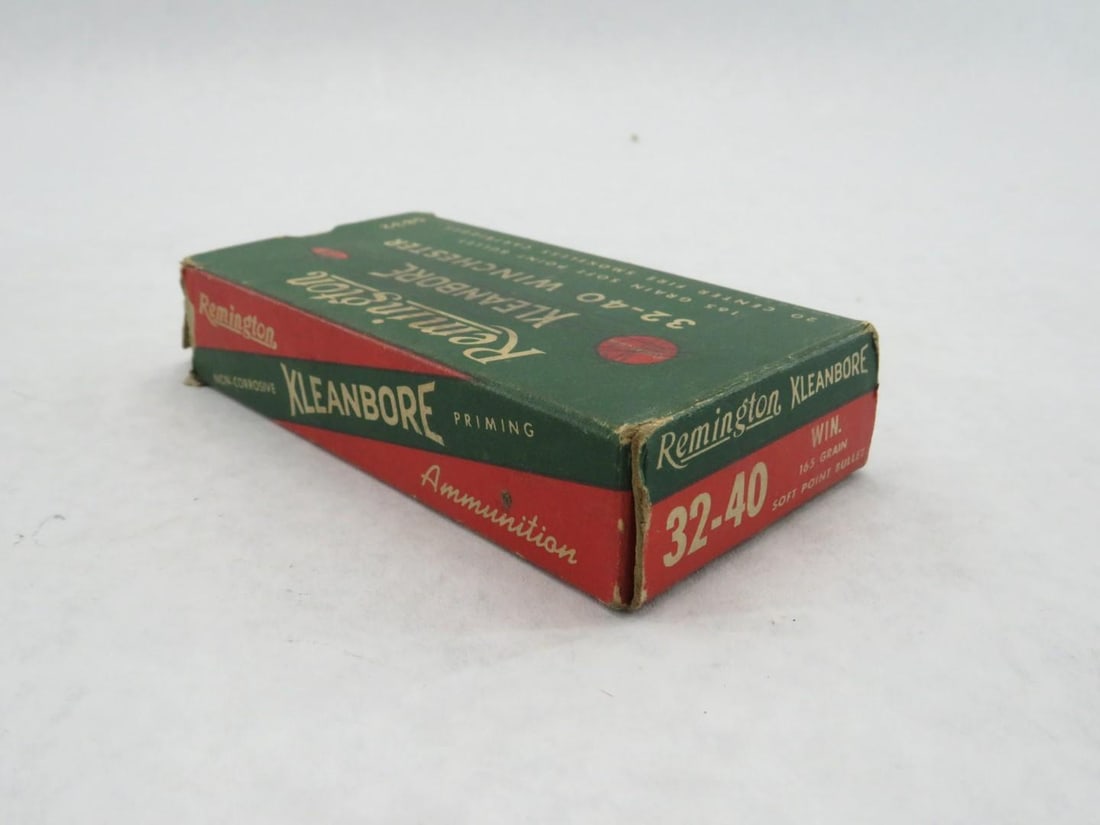 Remington
KLEANBORE
32-40 WINCHESTER
165 GRAIN SOFT POINT BULLET
20 CENTER FIRE SMOKELESS CARTRIDGES
Remington
NON-CORROSIVE KLEANBORE PRIMING
Ammunition
Remington KLEANBORE
32-40 WIN.
165 GRAIN
SOFT POINT BULLET